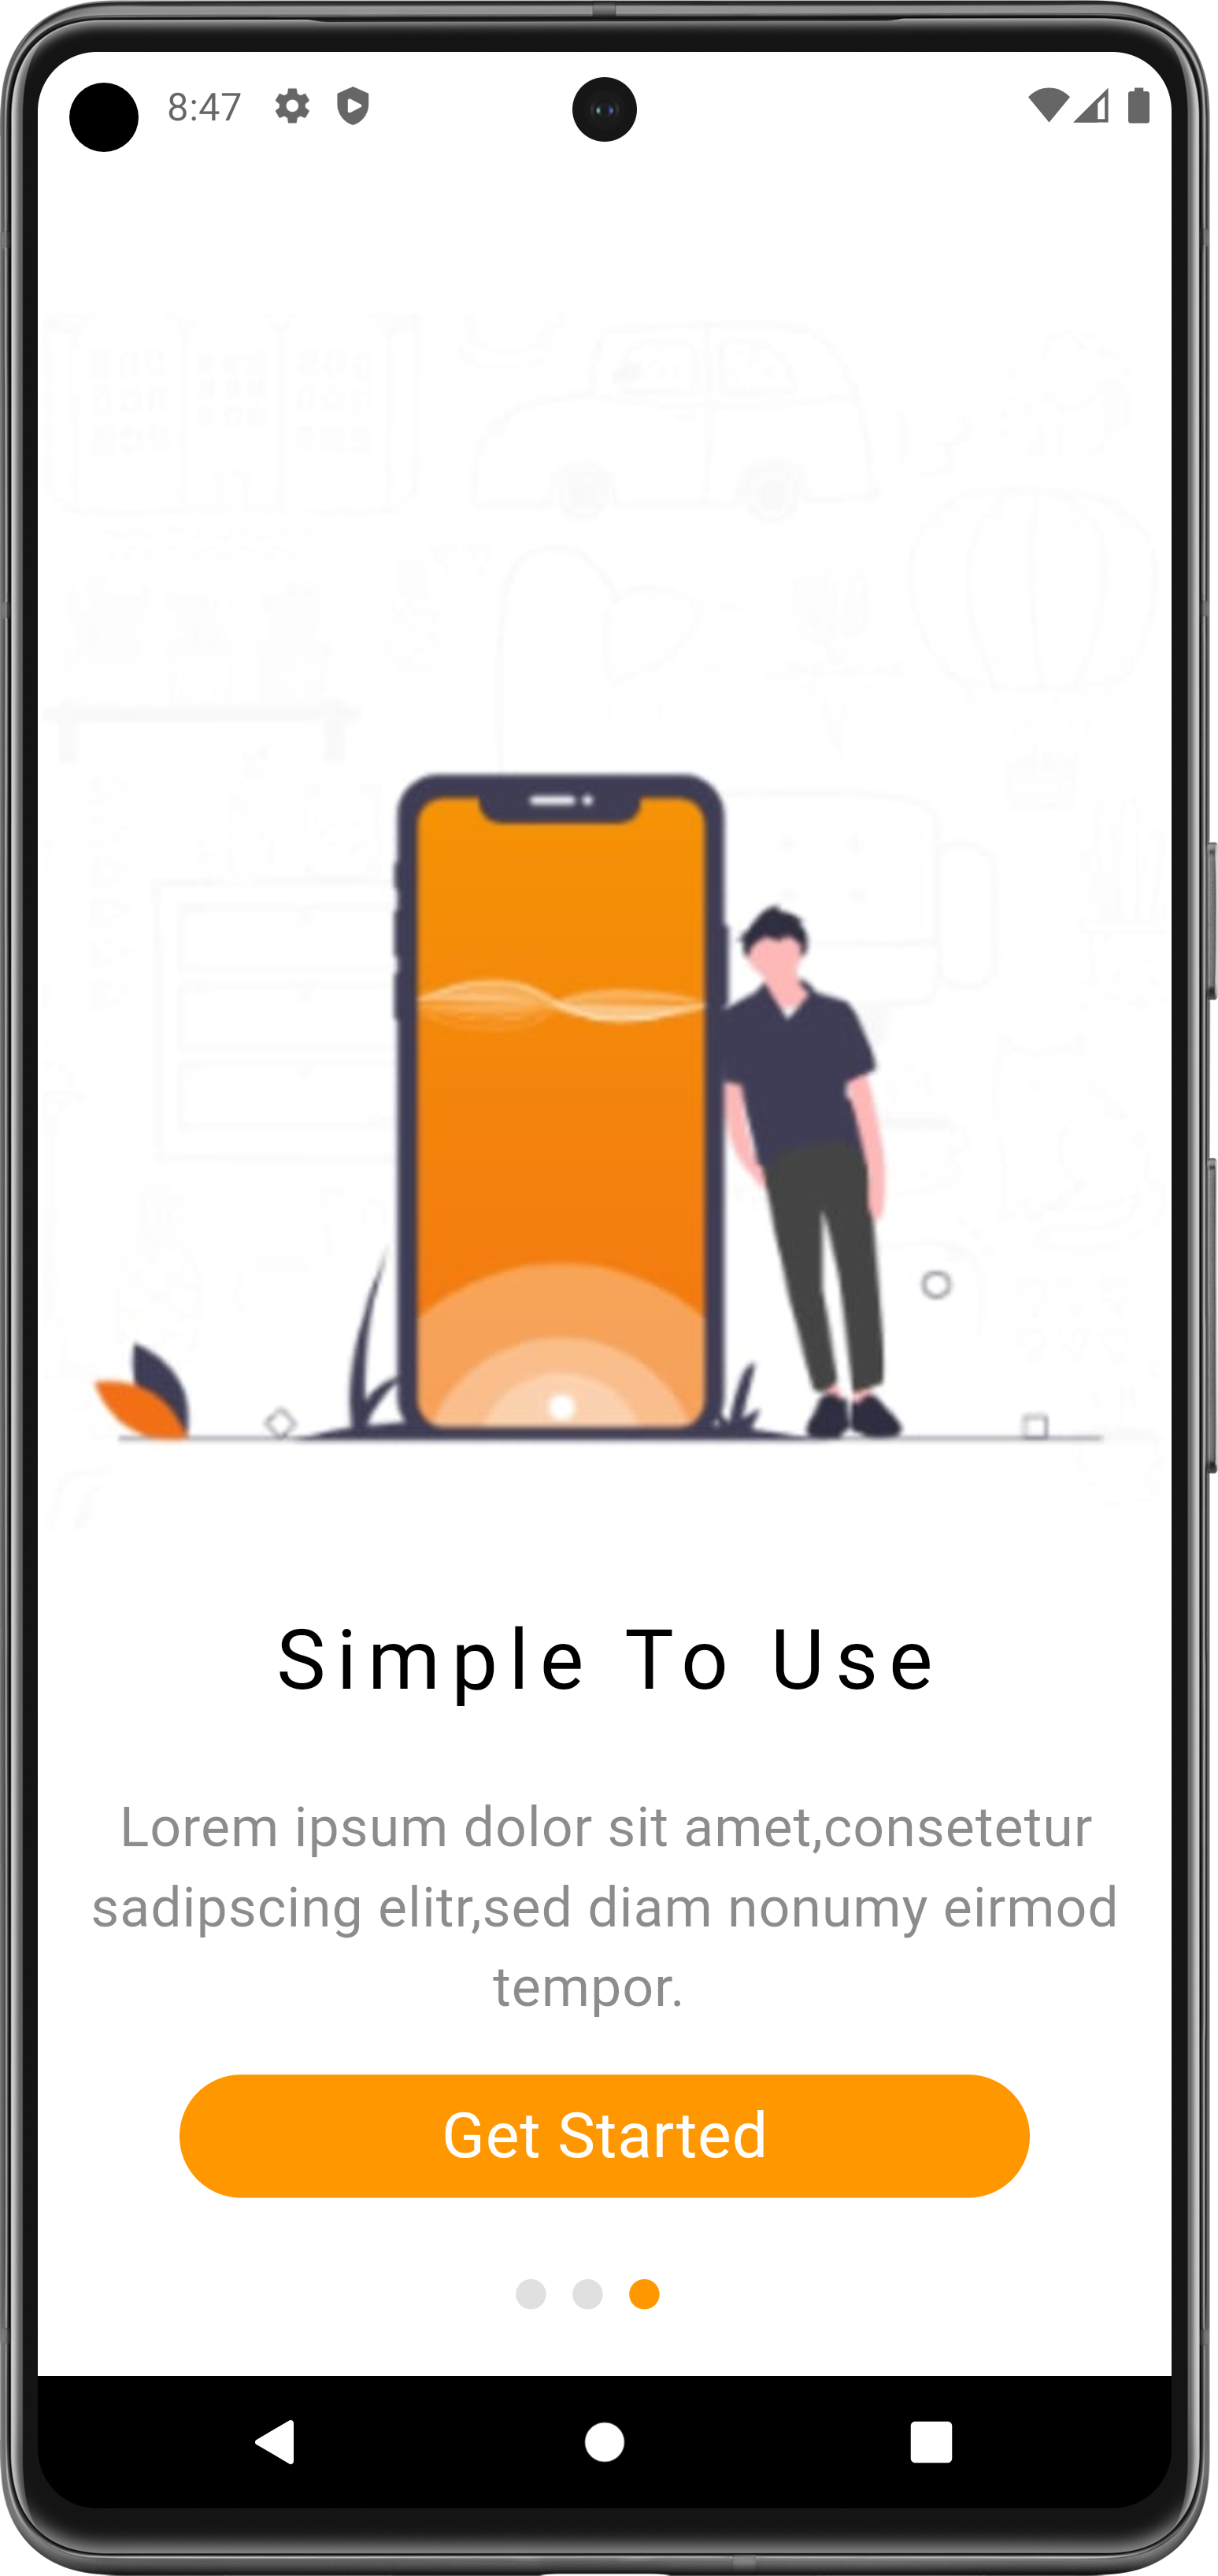 8:47
Simple To Use
Lorem ipsum dolor sit amet,consetetur
sadipscing elitr,sed diam nonumy eirmod
tempor.
Get Started